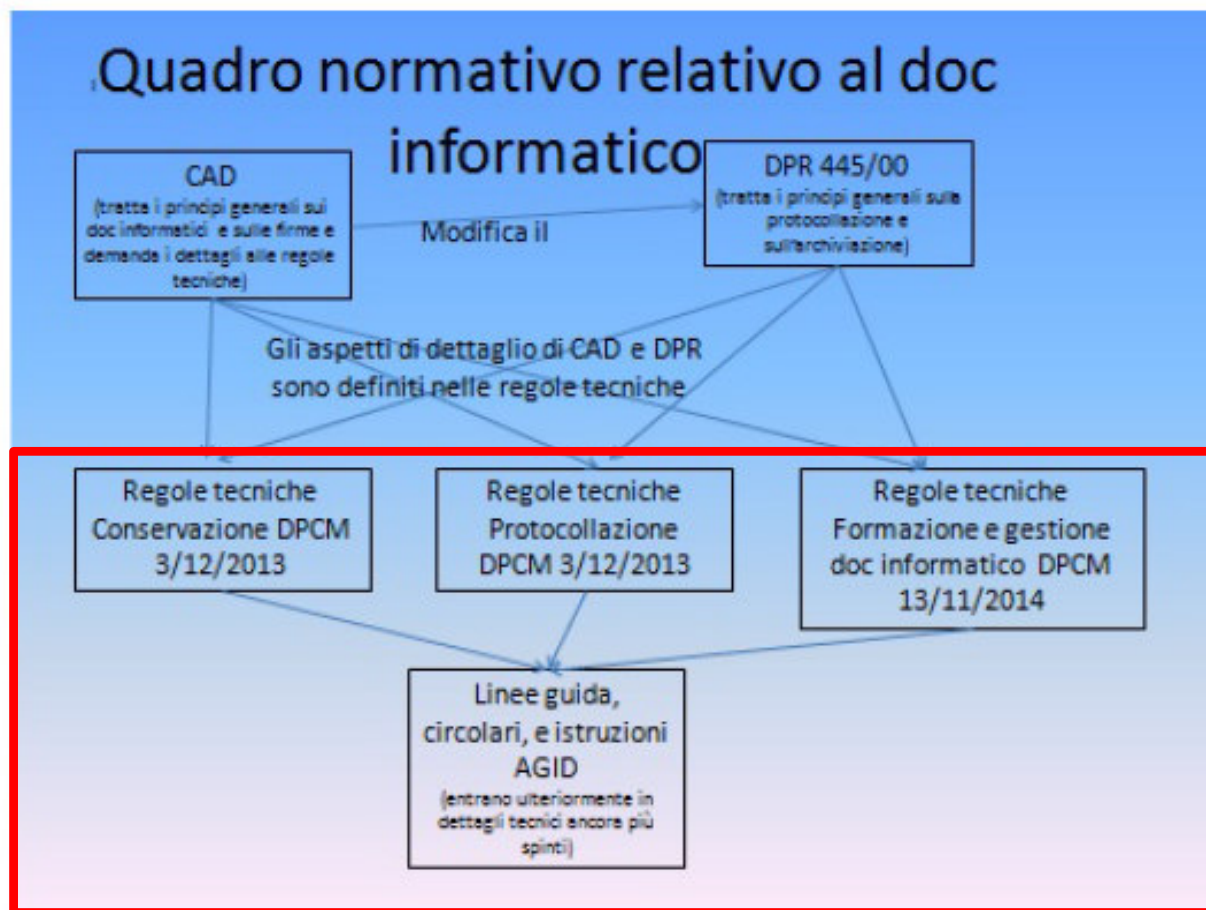 Quadro normativo relativo al doc
informatico
CAD
(tratta i principi generali sui
doc informatici e sulle firme e
demanda i dettagli alle regole
tecniche)
Modifica il
DPR 445/00
(tratta i principi generali sulla
protocollazione e
sull'archiviazione)
Gli aspetti di dettaglio di CAD e DPR
sono definiti nelle regole tecniche
Regole tecniche
Conservazione DPCM
3/12/2013
Regole tecniche
Protocollazione
DPCM 3/12/2013
Regole tecniche
Formazione e gestione
doc informatico DPCM
13/11/2014
Linee guida,
circolari, e istruzioni
AGID
(entrano ulteriormente in
dettagli tecnici ancora più
spinti)